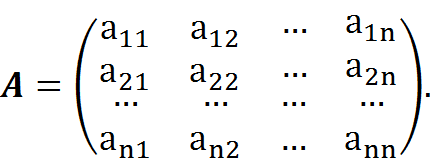 a₁₁ a₁₂ ... a₁ₙ
a₂₁ a₂₂ ... a₂ₙ
A = ( ... ... ... ... ).
aₙ₁ aₙ₂ ... aₙₙ